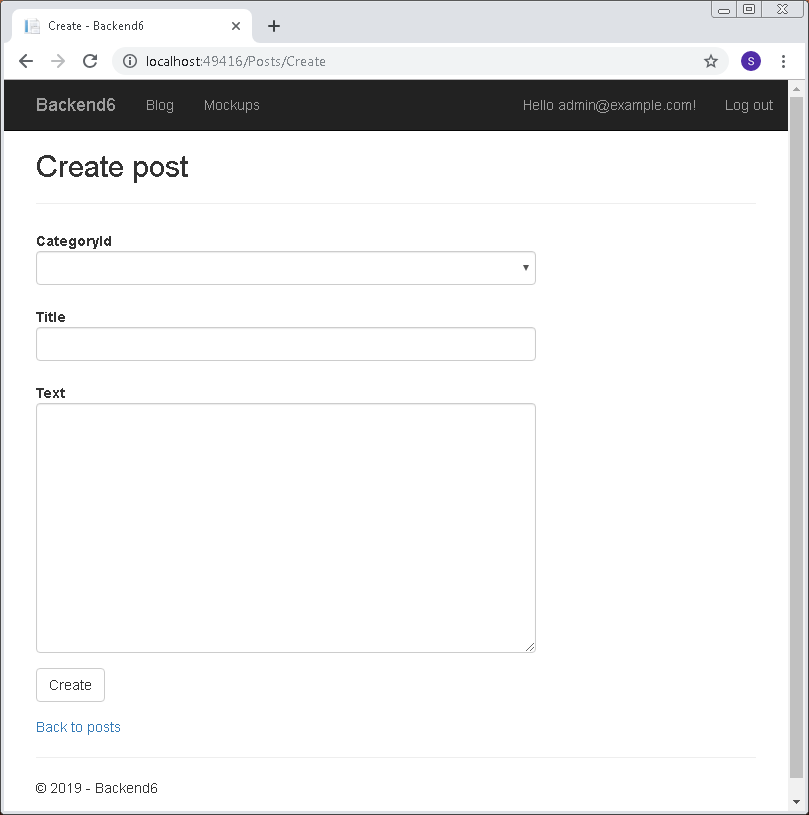 Create - Backend6
localhost:49416/Posts/Create
S
Backend6 Blog Mockups Hello admin@example.com! Log out
Create post
CategoryId
Title
Text
Create
Back to posts
© 2019 - Backend6